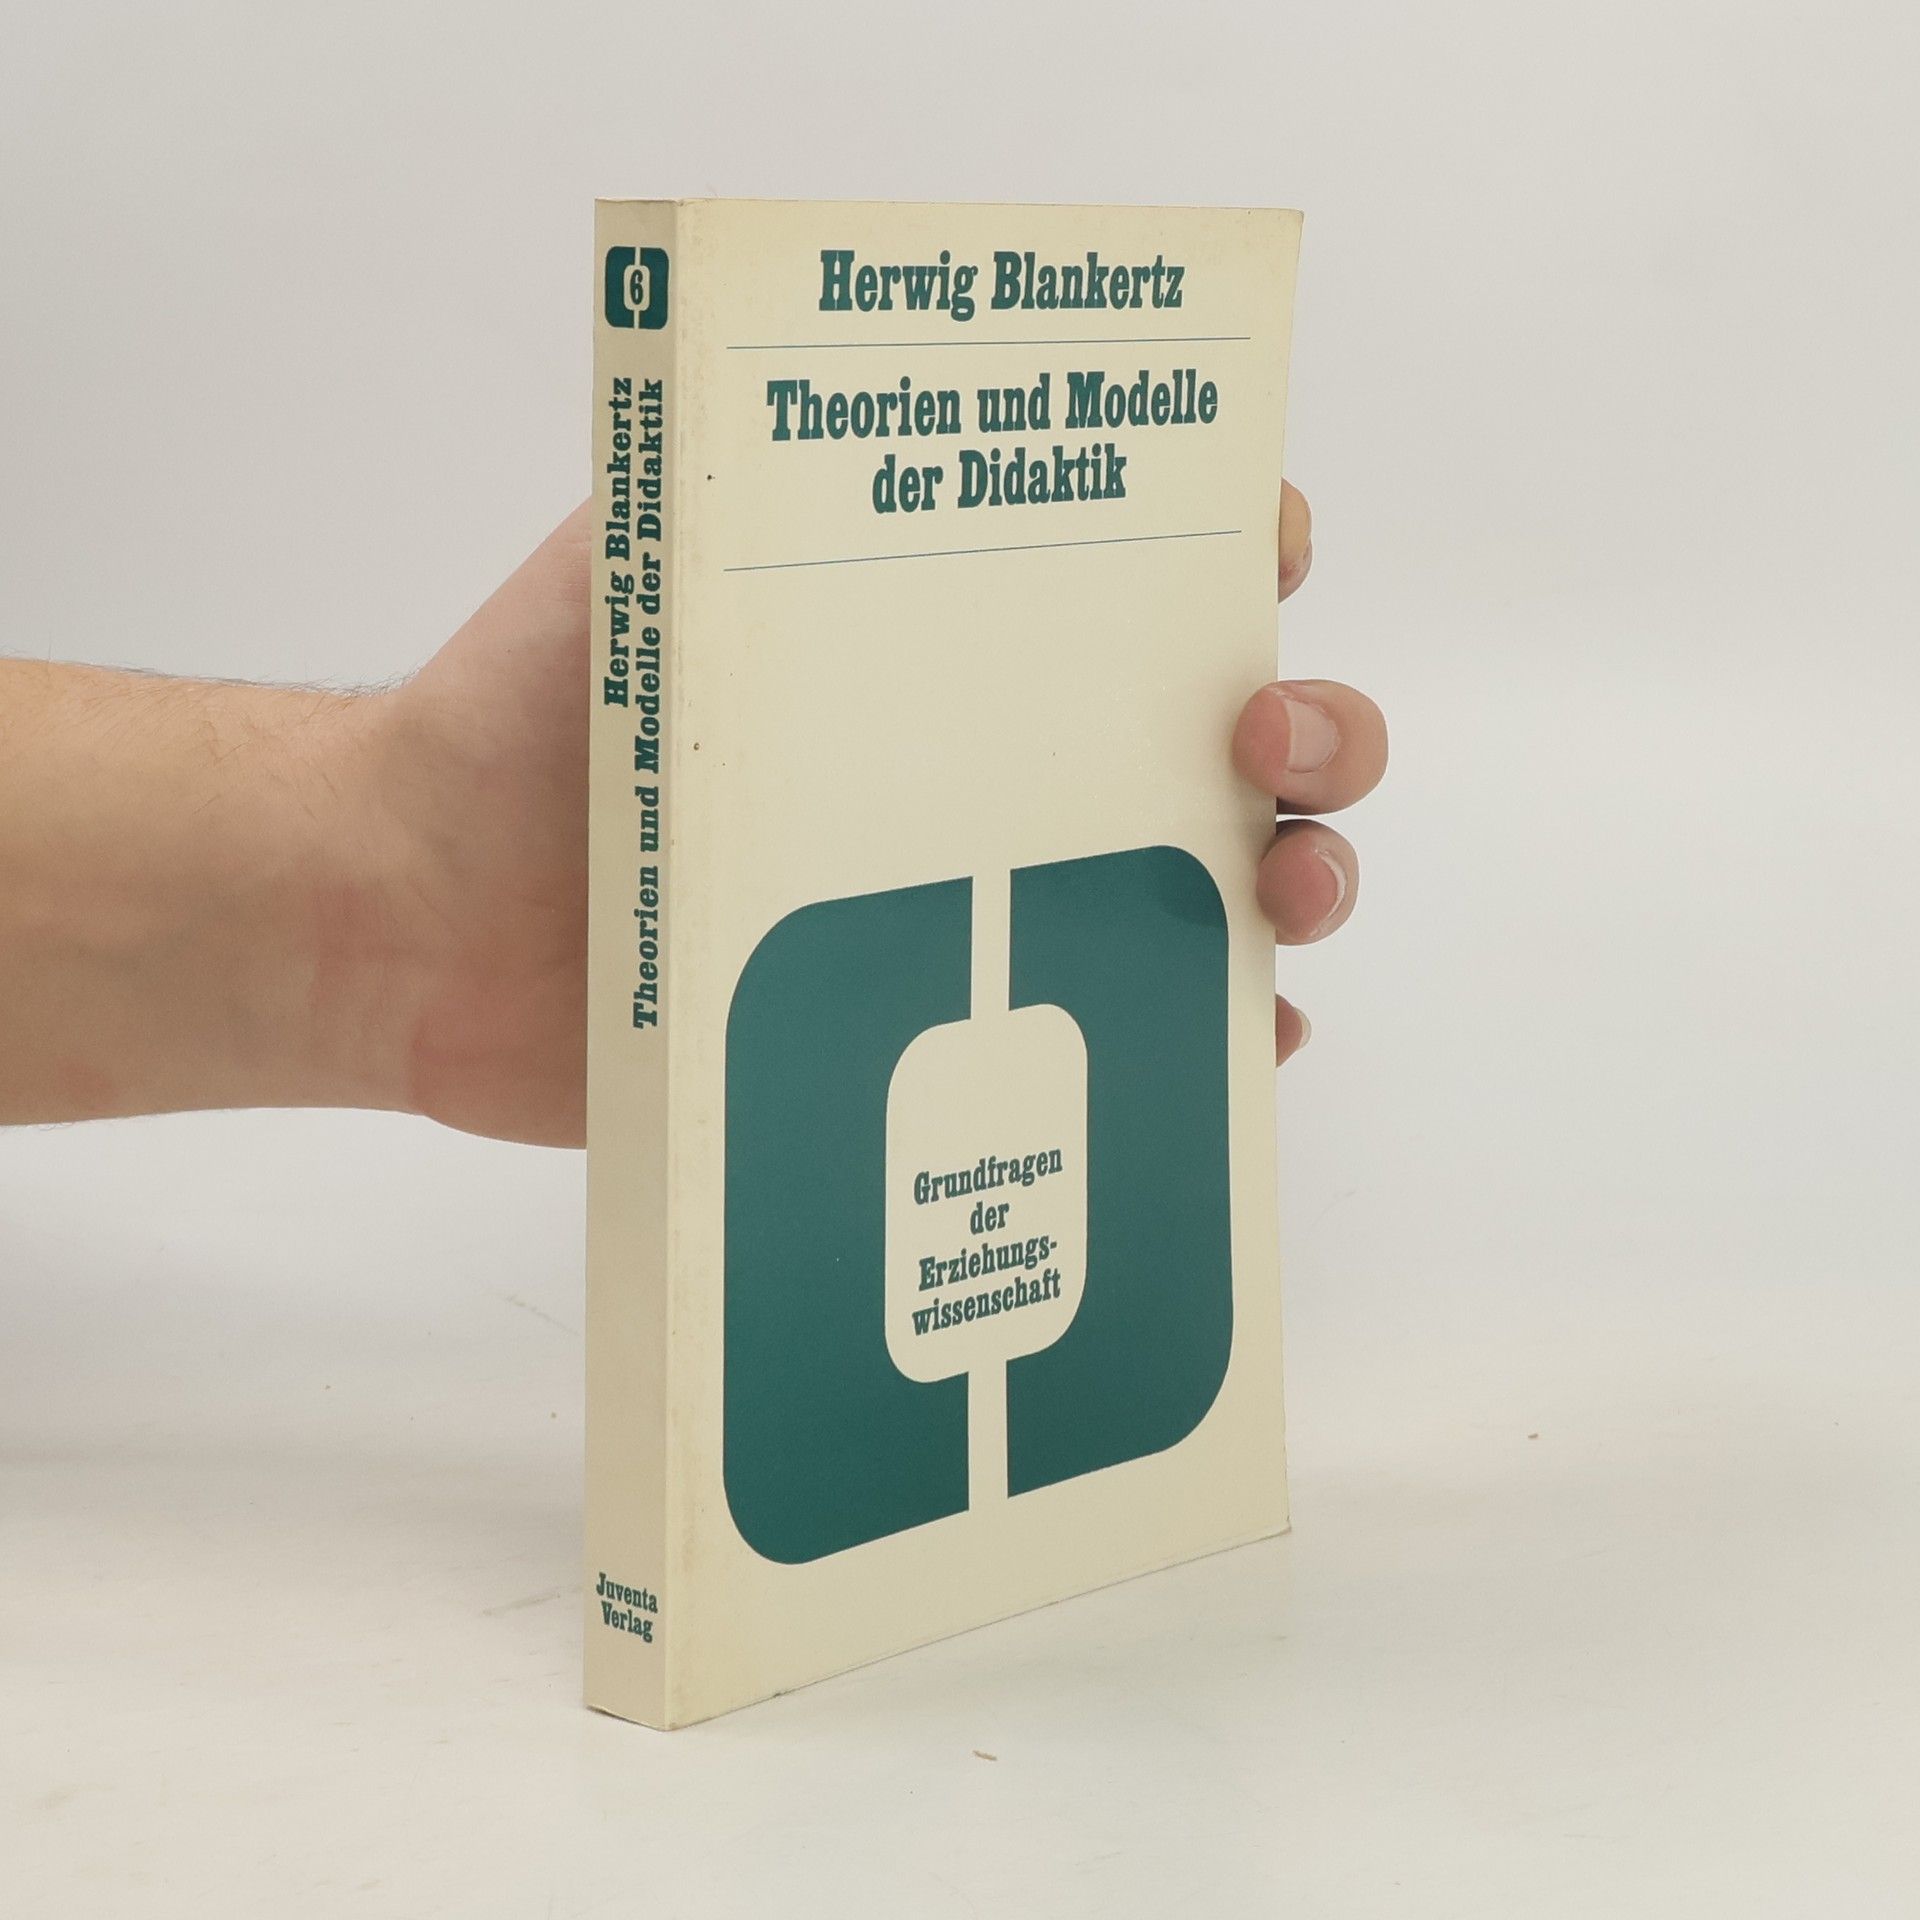 Herwig Blankertz
Theorien und Modelle
der Didaktik
Grundfragen
der
Erziehungs-
wissenschaft
6
Herwig Blankertz
Theorien und Modelle der Didaktik
Juventa
Verlag